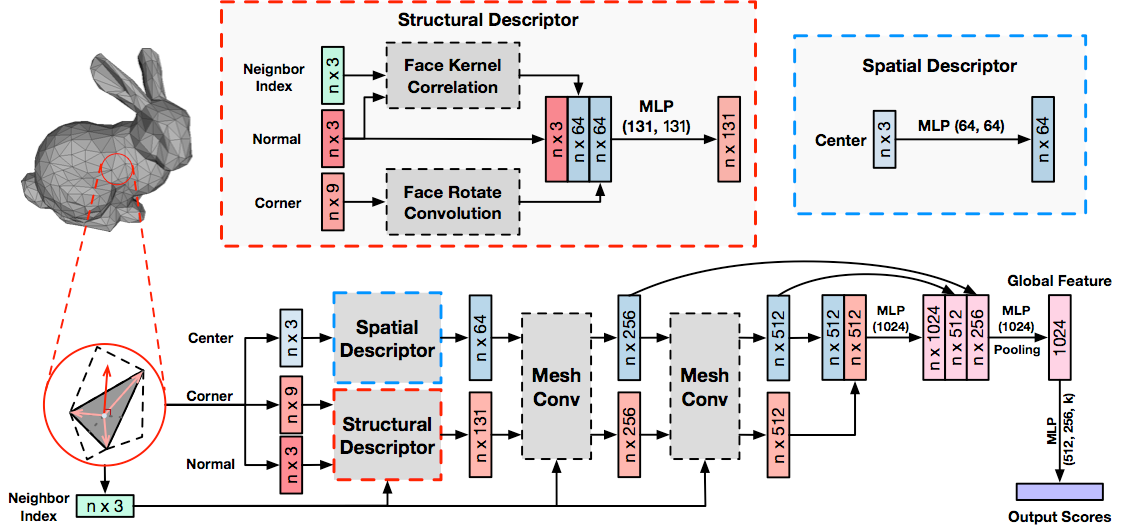 Structural Descriptor
Neignbor
Index
n x 3
Face Kernel
Correlation
Normal
n x 3
n x 3
n x 64
n x 64
MLP
(131, 131)
n x 131
Corner
n x 9
Face Rotate
Convolution
Spatial Descriptor
Center
n x 3
MLP (64, 64)
n x 64
Center
n x 3
Spatial
Descriptor
n x 64
Corner
n x 9
Normal
n x 3
Structural
Descriptor
n x 131
Mesh
Conv
n x 256
n x 256
Mesh
Conv
n x 512
n x 512
n x 512
n x 512
MLP
(1024)
n x 1024
n x 512
n x 256
MLP
(1024)
Pooling
Global Feature
1024
MLP
(512, 256, k)
Output Scores
Neighbor
Index
n x 3